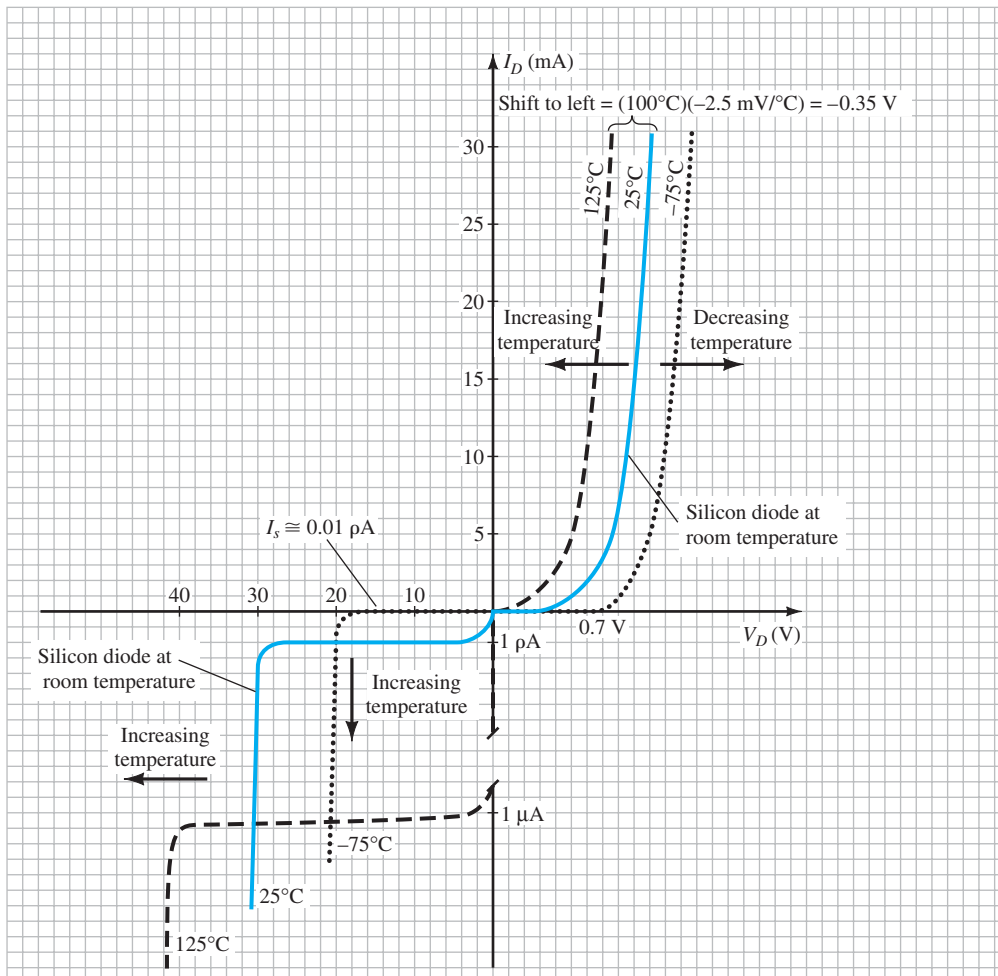 I_D (mA)
Shift to left = (100°C)(–2.5 mV/°C) = –0.35 V
30
125°C
25°C
–75°C
25
20
Increasing
temperature
Decreasing
temperature
15
10
Silicon diode at
room temperature
5
I_s ≅ 0.01 ρA
40
30
20
10
0.7 V
V_D (V)
1 ρA
Silicon diode at
room temperature
Increasing
temperature
Increasing
temperature
1 μA
–75°C
25°C
125°C